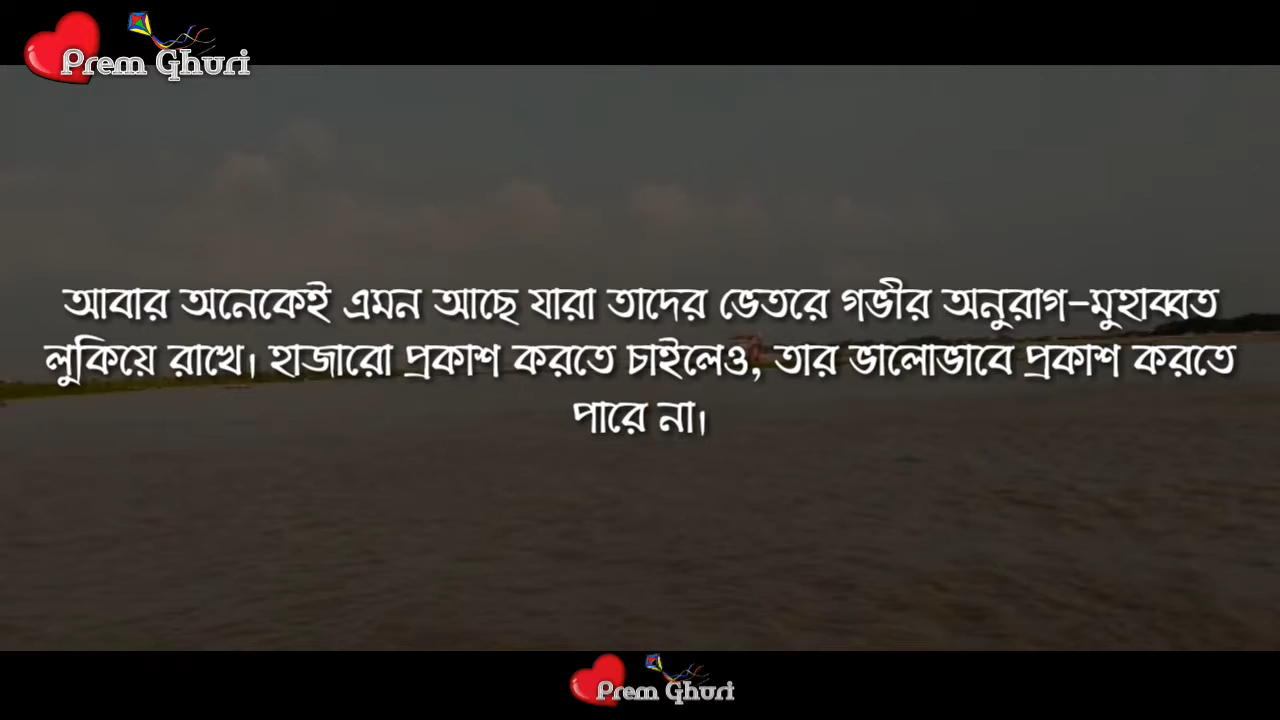 Prem Ghuri
আবার অনেকেই এমন আছে যারা তাদের ভেতরে গভীর অনুরাগ-মুহাব্বত
লুকিয়ে রাখে। হাজারো প্রকাশ করতে চাইলেও, তার ভালোভাবে প্রকাশ করতে
পারে না।
Prem Ghuri